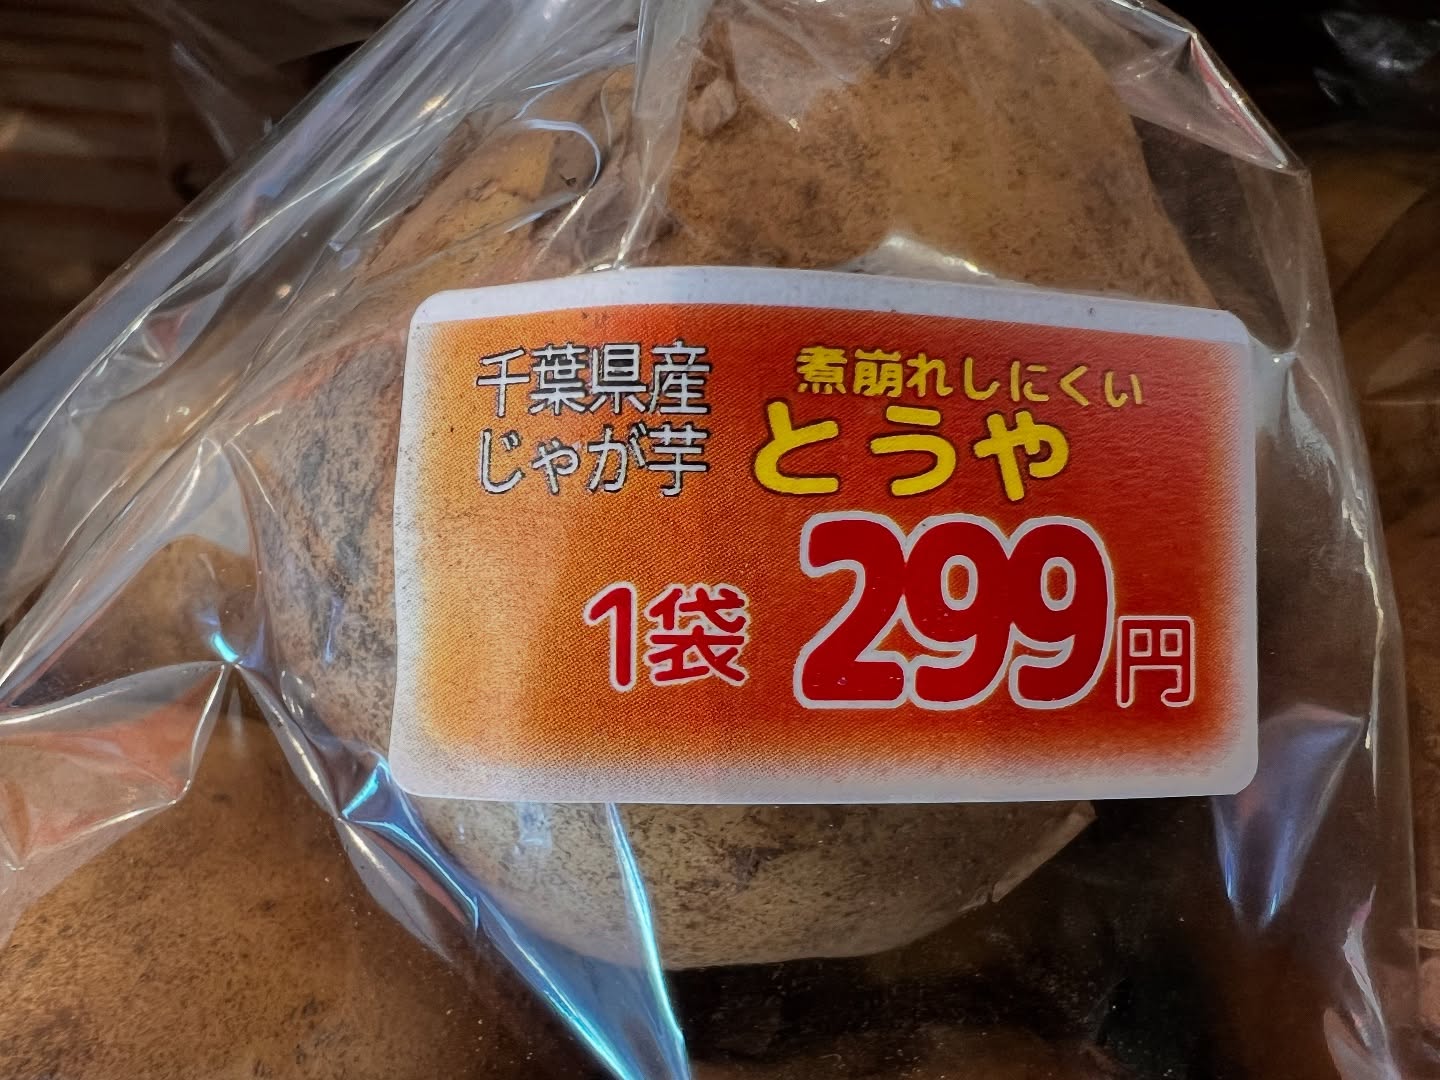 千葉県産
じゃが芋
煮崩れしにくい
とうや
1袋 299円